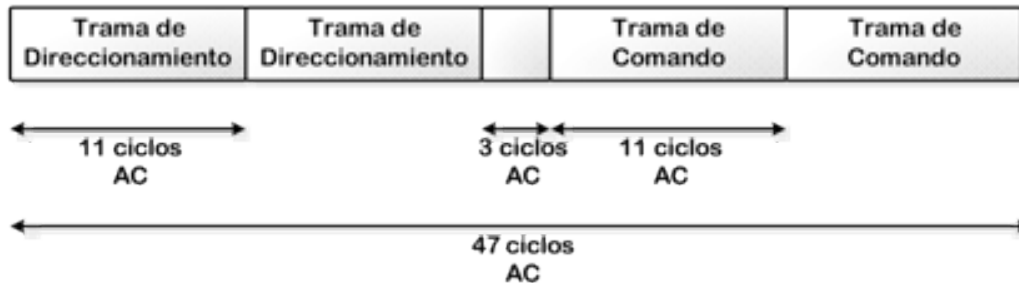 Trama de
Direccionamiento
Trama de
Direccionamiento
Trama de
Comando
Trama de
Comando
11 ciclos
AC
3 ciclos
AC
11 ciclos
AC
47 ciclos
AC